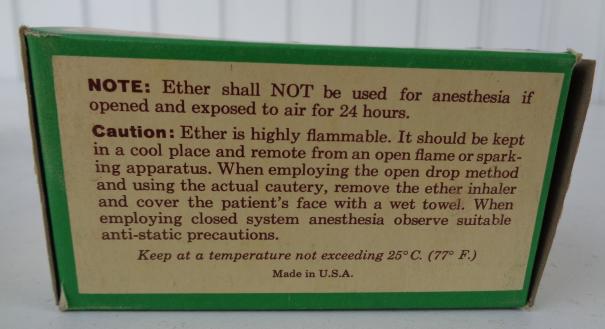 NOTE: Ether shall NOT be used for anesthesia if
opened and exposed to air for 24 hours.
Caution: Ether is highly flammable. It should be kept
in a cool place and remote from an open flame or spark-
ing apparatus. When employing the open drop method
and using the actual cautery, remove the ether inhaler
and cover the patient's face with a wet towel. When
employing closed system anesthesia observe suitable
anti-static precautions.
Keep at a temperature not exceeding 25° C. (77° F.)
Made in U.S.A.